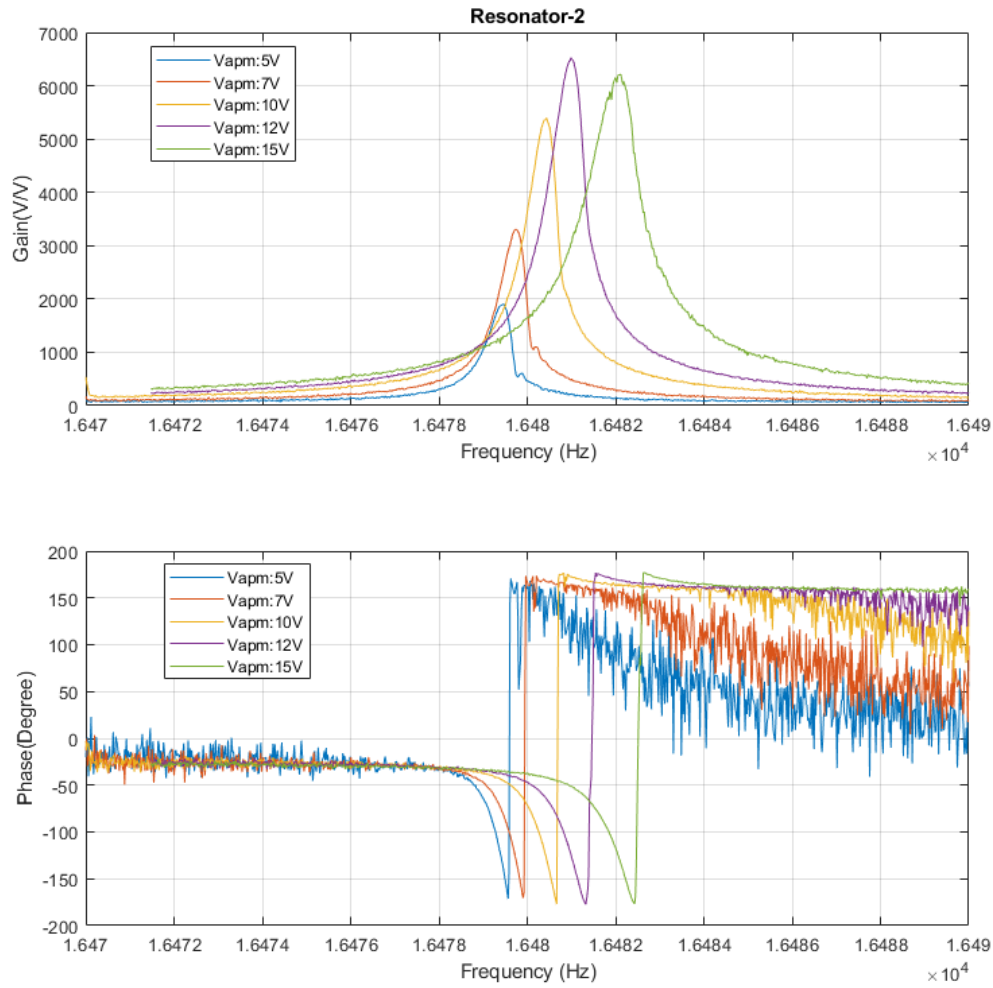 Resonator-2
7000
6000
5000
4000
3000
2000
1000
0
Gain(V/V)
Vapm:5V
Vapm:7V
Vapm:10V
Vapm:12V
Vapm:15V
1.647 1.6472 1.6474 1.6476 1.6478 1.648 1.6482 1.6484 1.6486 1.6488 1.649
Frequency (Hz)
×10⁴
200
150
100
50
0
-50
-100
-150
-200
Phase(Degree)
Vapm:5V
Vapm:7V
Vapm:10V
Vapm:12V
Vapm:15V
1.647 1.6472 1.6474 1.6476 1.6478 1.648 1.6482 1.6484 1.6486 1.6488 1.649
Frequency (Hz)
×10⁴